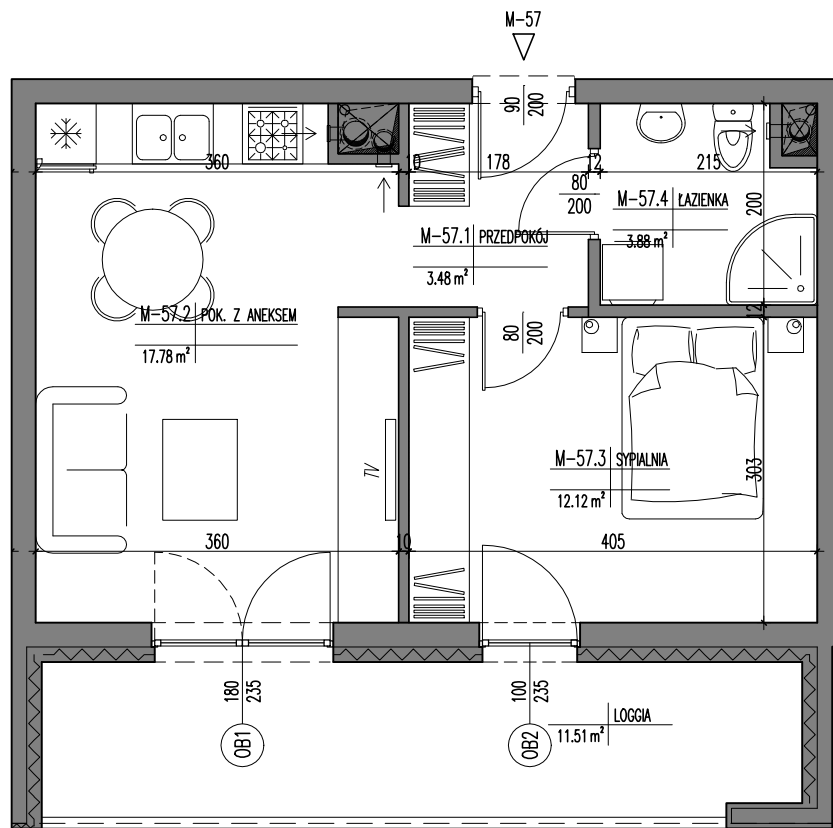 M-57
90
200
360
10
178
12
215
80
200
M-57.4 ŁAZIENKA
3.88 m²
200
M-57.1 PRZEDPOKÓJ
3.48 m²
M-57.2 POK. Z ANEKSEM
17.78 m²
80
200
12
TV
M-57.3 SYPIALNIA
12.12 m²
303
360
10
405
180
235
100
235
OB1
OB2
LOGGIA
11.51 m²